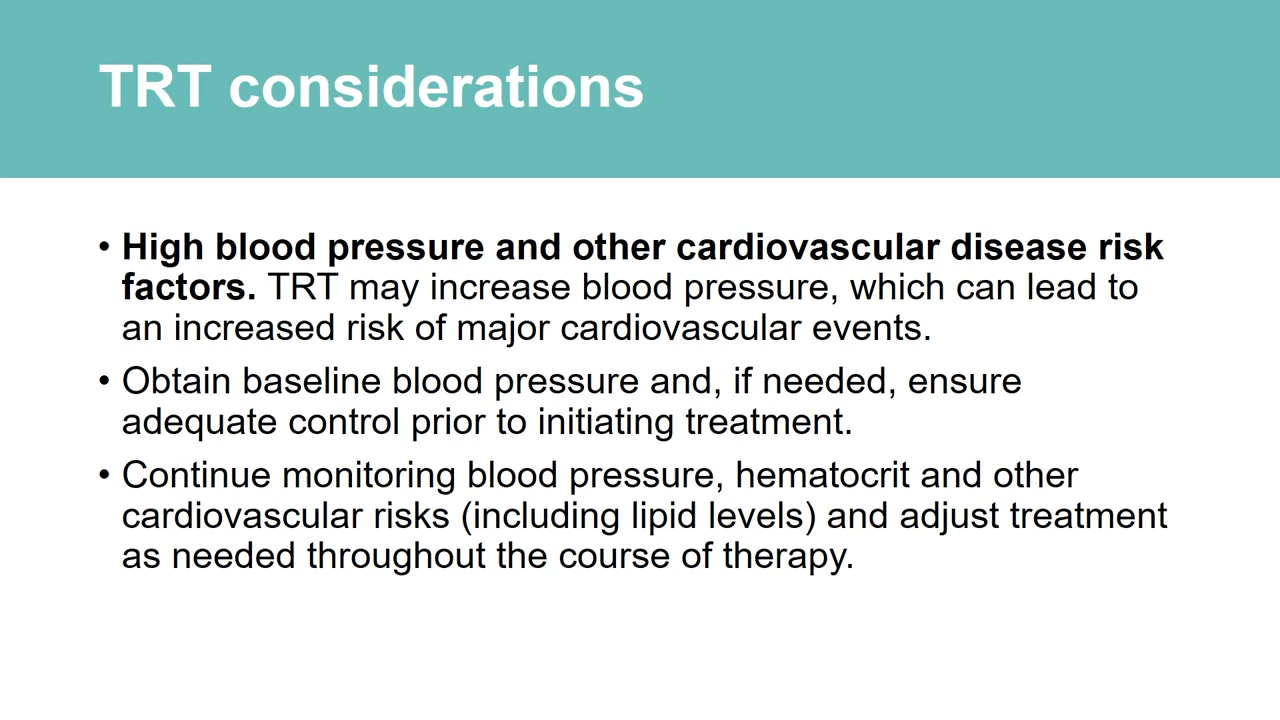 TRT considerations
• High blood pressure and other cardiovascular disease risk
factors. TRT may increase blood pressure, which can lead to
an increased risk of major cardiovascular events.
• Obtain baseline blood pressure and, if needed, ensure
adequate control prior to initiating treatment.
• Continue monitoring blood pressure, hematocrit and other
cardiovascular risks (including lipid levels) and adjust treatment
as needed throughout the course of therapy.